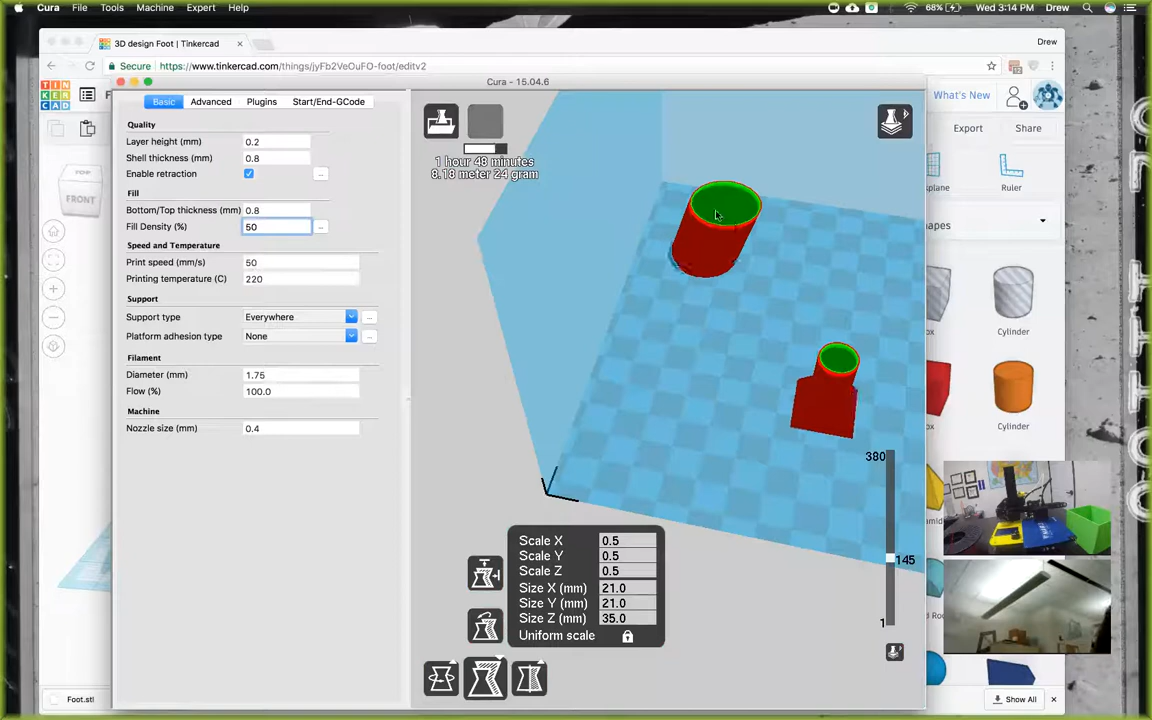 Cura File Tools Machine Expert Help
68% Wed 3:14 PM Drew
3D design Foot | Tinkercad
Drew
Secure https://www.tinkercad.com/things/jyFb2VeOuFO-foot/editv2
Cura - 15.04.6
TIN
KER
CAD
What's New
Basic Advanced Plugins Start/End-GCode
Quality
Layer height (mm) 0.2
Shell thickness (mm) 0.8
Enable retraction ...
Fill
Bottom/Top thickness (mm) 0.8
Fill Density (%) 50 ...
Speed and Temperature
Print speed (mm/s) 50
Printing temperature (C) 220
Support
Support type Everywhere ...
Platform adhesion type None ...
Filament
Diameter (mm) 1.75
Flow (%) 100.0
Machine
Nozzle size (mm) 0.4
1 hour 48 minutes
8.18 meter 24 gram
Export Share
FRONT
plane Ruler
apes
ox Cylinder
ox Cylinder
380
145
1
Scale X 0.5
Scale Y 0.5
Scale Z 0.5
Size X (mm) 21.0
Size Y (mm) 21.0
Size Z (mm) 35.0
Uniform scale
Foot.stl
Show All